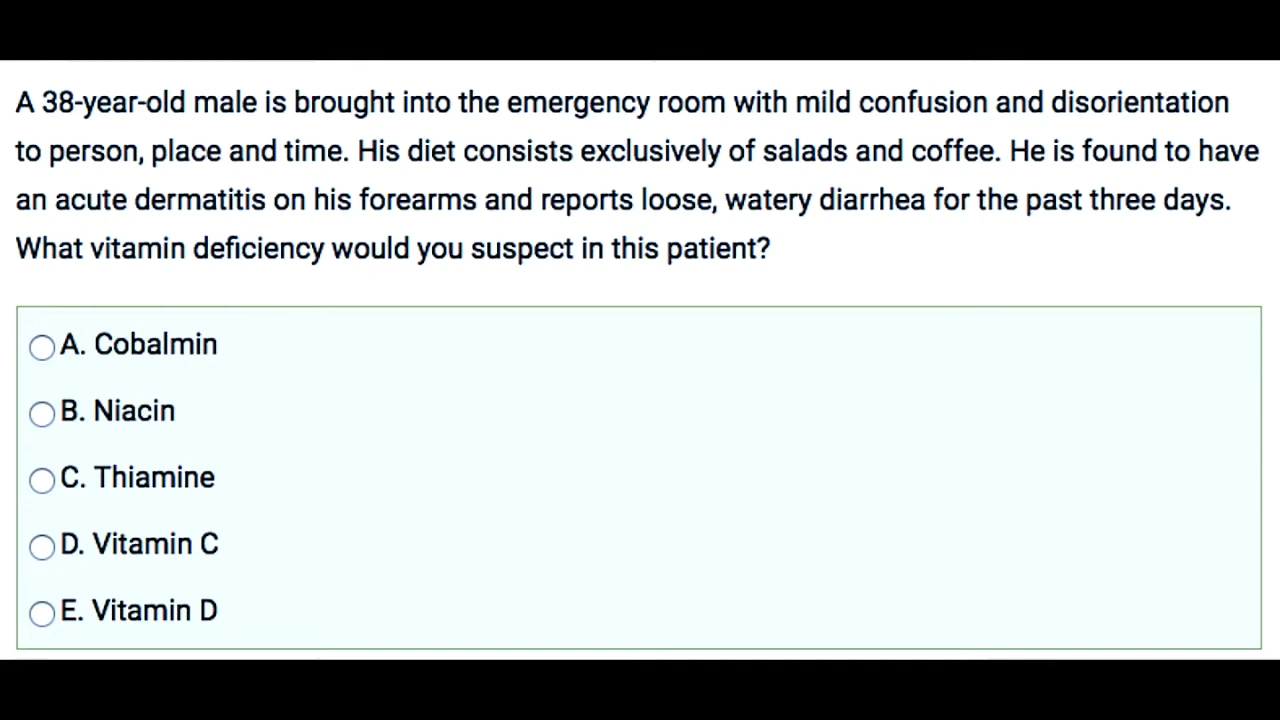 A 38-year-old male is brought into the emergency room with mild confusion and disorientation
to person, place and time. His diet consists exclusively of salads and coffee. He is found to have
an acute dermatitis on his forearms and reports loose, watery diarrhea for the past three days.
What vitamin deficiency would you suspect in this patient?
A. Cobalmin
B. Niacin
C. Thiamine
D. Vitamin C
E. Vitamin D